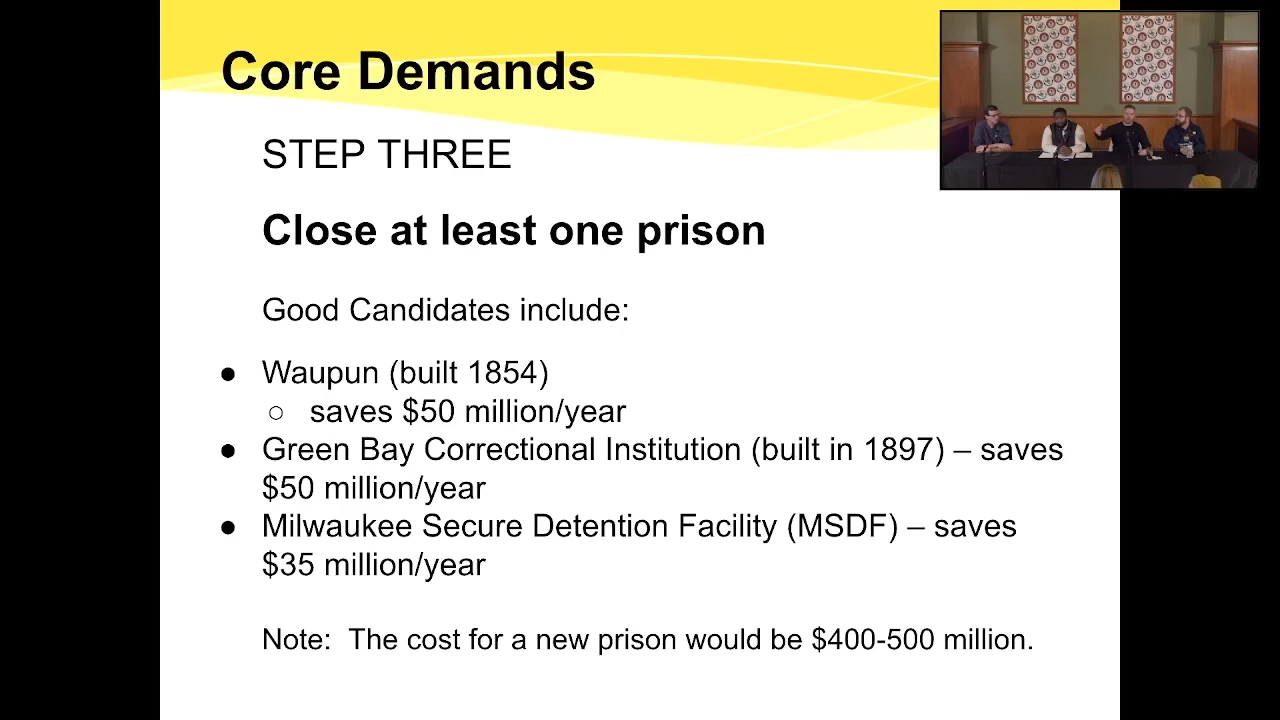 Core Demands
STEP THREE
Close at least one prison
Good Candidates include:
● Waupun (built 1854)
○ saves $50 million/year
● Green Bay Correctional Institution (built in 1897) – saves
$50 million/year
● Milwaukee Secure Detention Facility (MSDF) – saves
$35 million/year
Note: The cost for a new prison would be $400-500 million.